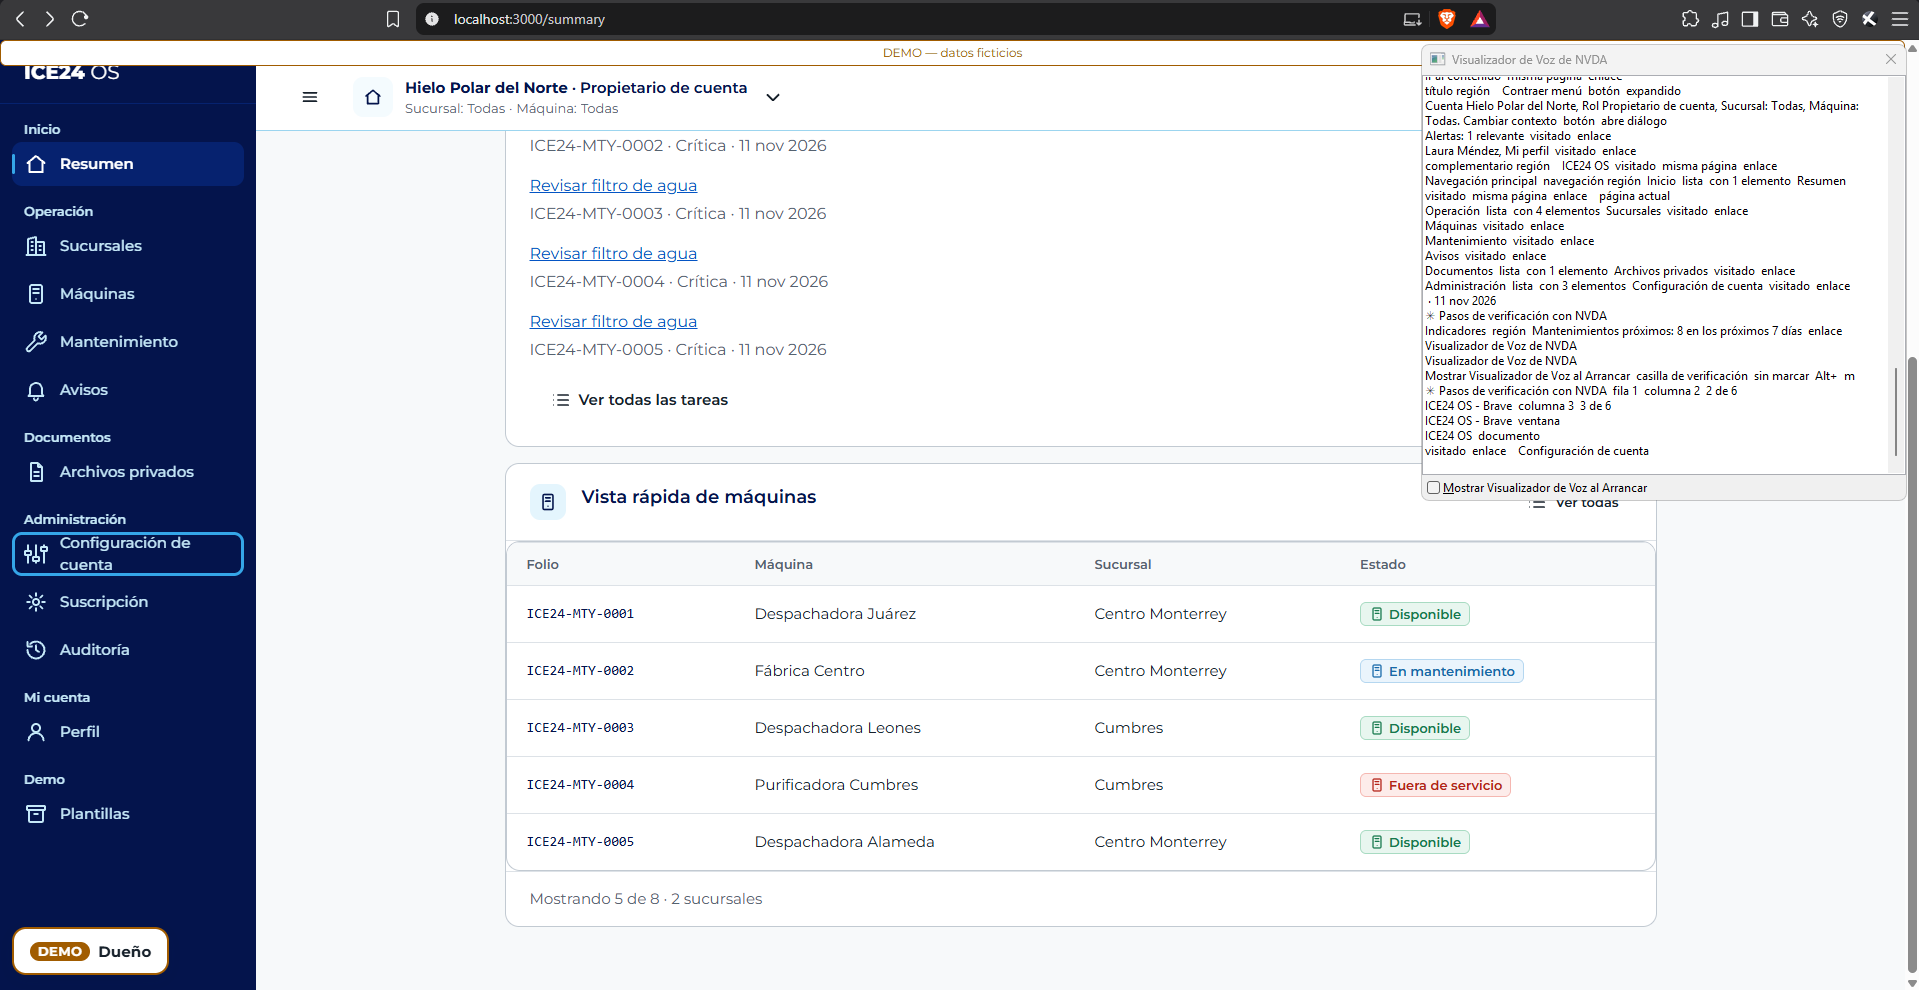 localhost:3000/summary
DEMO — datos ficticios
ICE24 OS
Inicio
Resumen
Operación
Sucursales
Máquinas
Mantenimiento
Avisos
Documentos
Archivos privados
Administración
Configuración de
cuenta
Suscripción
Auditoría
Mi cuenta
Perfil
Demo
Plantillas
DEMO Dueño
Hielo Polar del Norte · Propietario de cuenta
Sucursal: Todas · Máquina: Todas
ICE24-MTY-0002 · Crítica · 11 nov 2026
Revisar filtro de agua
ICE24-MTY-0003 · Crítica · 11 nov 2026
Revisar filtro de agua
ICE24-MTY-0004 · Crítica · 11 nov 2026
Revisar filtro de agua
ICE24-MTY-0005 · Crítica · 11 nov 2026
Ver todas las tareas
Vista rápida de máquinas
Ver todas
Folio Máquina Sucursal Estado
ICE24-MTY-0001 Despachadora Juárez Centro Monterrey Disponible
ICE24-MTY-0002 Fábrica Centro Centro Monterrey En mantenimiento
ICE24-MTY-0003 Despachadora Leones Cumbres Disponible
ICE24-MTY-0004 Purificadora Cumbres Cumbres Fuera de servicio
ICE24-MTY-0005 Despachadora Alameda Centro Monterrey Disponible
Mostrando 5 de 8 · 2 sucursales
Visualizador de Voz de NVDA
Ir al contenido misma página enlace
título región Contraer menú botón expandido
Cuenta Hielo Polar del Norte, Rol Propietario de cuenta, Sucursal: Todas, Máquina:
Todas. Cambiar contexto botón abre diálogo
Alertas: 1 relevante visitado enlace
Laura Méndez, Mi perfil visitado enlace
complementario región ICE24 OS visitado misma página enlace
Navegación principal navegación región Inicio lista con 1 elemento Resumen
visitado misma página enlace página actual
Operación lista con 4 elementos Sucursales visitado enlace
Máquinas visitado enlace
Mantenimiento visitado enlace
Avisos visitado enlace
Documentos lista con 1 elemento Archivos privados visitado enlace
Administración lista con 3 elementos Configuración de cuenta visitado enlace
· 11 nov 2026
✳ Pasos de verificación con NVDA
Indicadores región Mantenimientos próximos: 8 en los próximos 7 días enlace
Visualizador de Voz de NVDA
Visualizador de Voz de NVDA
Mostrar Visualizador de Voz al Arrancar casilla de verificación sin marcar Alt+ m
✳ Pasos de verificación con NVDA fila 1 columna 2 2 de 6
ICE24 OS - Brave columna 3 3 de 6
ICE24 OS - Brave ventana
ICE24 OS documento
visitado enlace Configuración de cuenta
Mostrar Visualizador de Voz al Arrancar